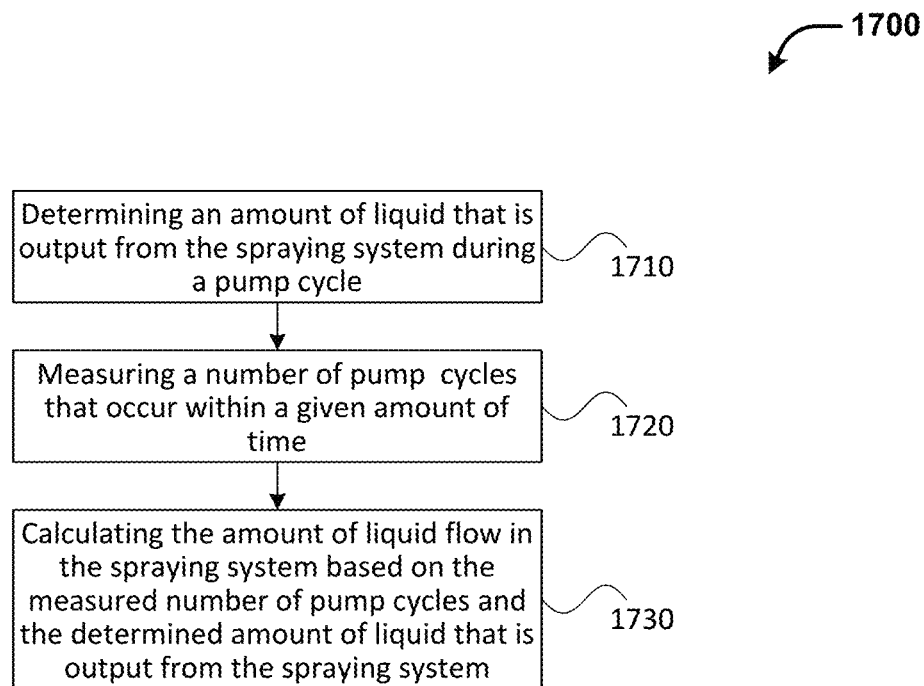 1700
Determining an amount of liquid that is
output from the spraying system during
a pump cycle
1710
Measuring a number of pump cycles
that occur within a given amount of
time
1720
Calculating the amount of liquid flow in
the spraying system based on the
measured number of pump cycles and
the determined amount of liquid that is
output from the spraying system
1730